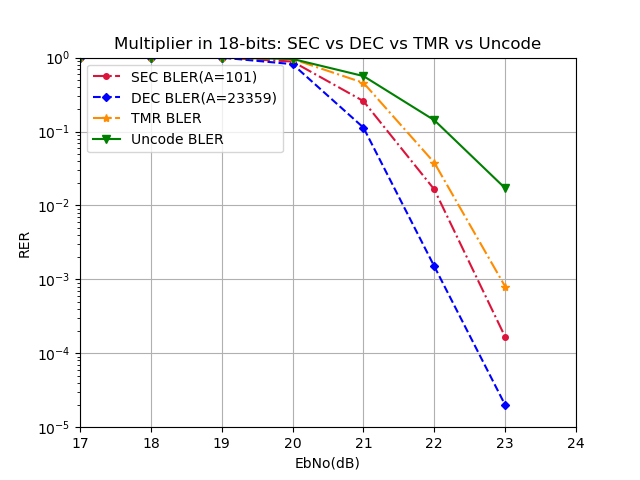 Multiplier in 18-bits: SEC vs DEC vs TMR vs Uncode
SEC BLER(A=101)
DEC BLER(A=23359)
TMR BLER
Uncode BLER
RER
10⁰
10⁻¹
10⁻²
10⁻³
10⁻⁴
10⁻⁵
17 18 19 20 21 22 23 24
EbNo(dB)